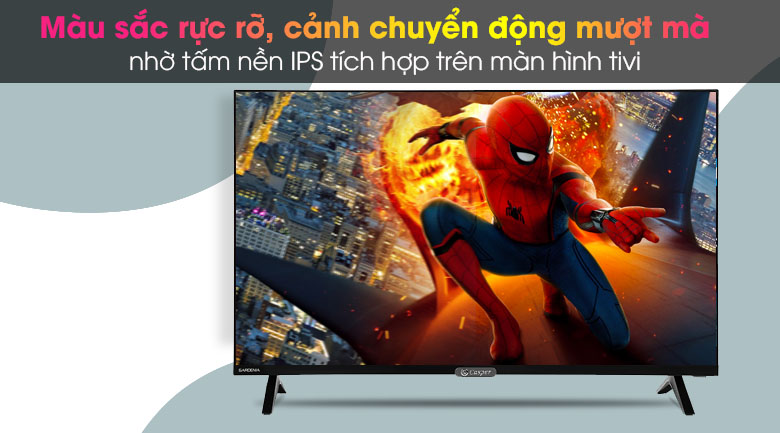 Màu sắc rực rỡ, cảnh chuyển động mượt mà
nhờ tấm nền IPS tích hợp trên màn hình tivi
GARDENIA
Casper